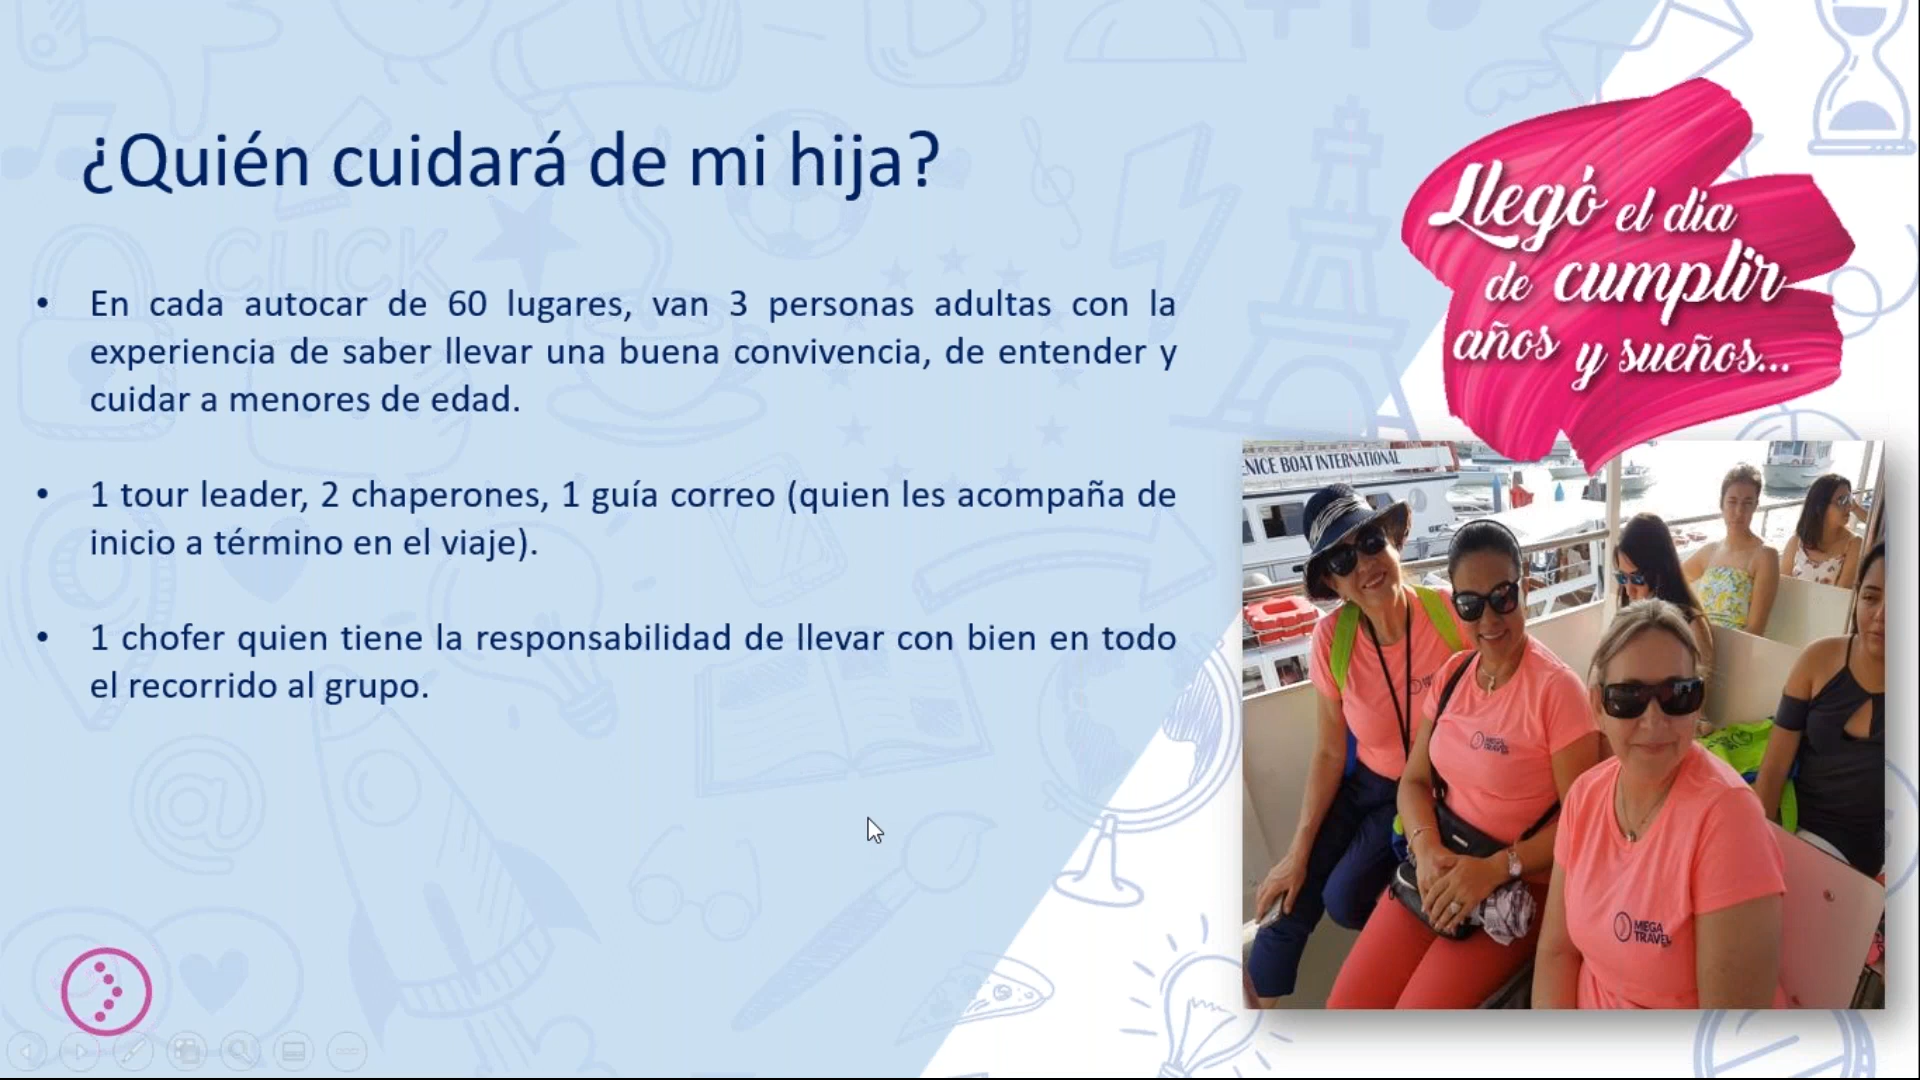 ¿Quién cuidará de mi hija?
• En cada autocar de 60 lugares, van 3 personas adultas con la
experiencia de saber llevar una buena convivencia, de entender y
cuidar a menores de edad.
• 1 tour leader, 2 chaperones, 1 guía correo (quien les acompaña de
inicio a término en el viaje).
• 1 chofer quien tiene la responsabilidad de llevar con bien en todo
el recorrido al grupo.
Llegó el día
de cumplir
años y sueños...
BOAT INTERNATIONAL
MEGA
TRAVEL
MEGA
TRAVEL
CLICK
@